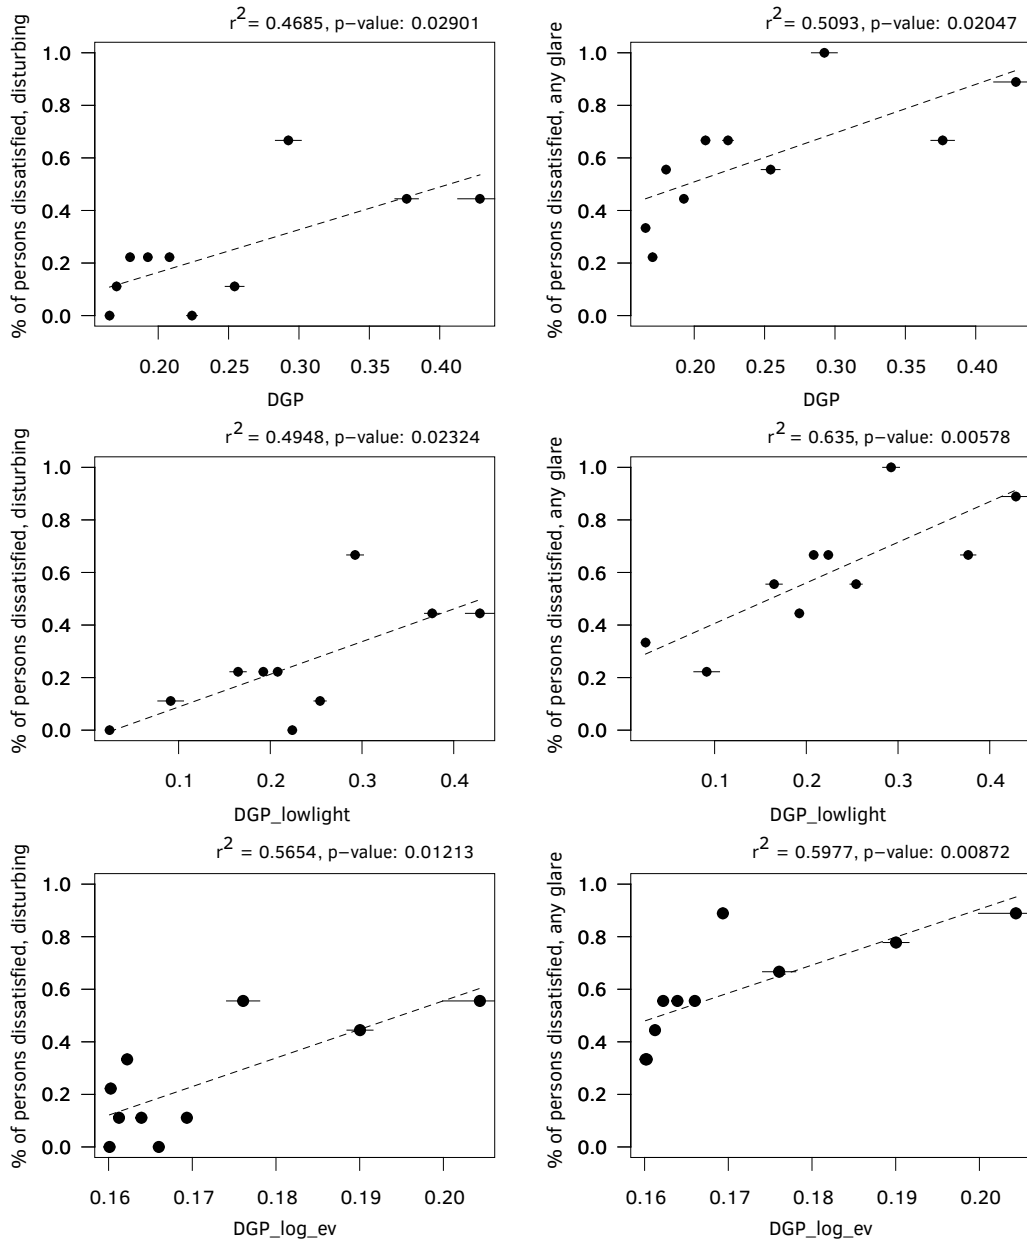 r2 = 0.4685, p-value: 0.02901
% of persons dissatisfied, disturbing
1.0
0.8
0.6
0.4
0.2
0.0
0.20 0.25 0.30 0.35 0.40
DGP
r2 = 0.5093, p-value: 0.02047
% of persons dissatisfied, any glare
1.0
0.8
0.6
0.4
0.2
0.0
0.20 0.25 0.30 0.35 0.40
DGP
r2 = 0.4948, p-value: 0.02324
% of persons dissatisfied, disturbing
1.0
0.8
0.6
0.4
0.2
0.0
0.1 0.2 0.3 0.4
DGP_lowlight
r2 = 0.635, p-value: 0.00578
% of persons dissatisfied, any glare
1.0
0.8
0.6
0.4
0.2
0.0
0.1 0.2 0.3 0.4
DGP_lowlight
r2 = 0.5654, p-value: 0.01213
% of persons dissatisfied, disturbing
1.0
0.8
0.6
0.4
0.2
0.0
0.16 0.17 0.18 0.19 0.20
DGP_log_ev
r2 = 0.5977, p-value: 0.00872
% of persons dissatisfied, any glare
1.0
0.8
0.6
0.4
0.2
0.0
0.16 0.17 0.18 0.19 0.20
DGP_log_ev